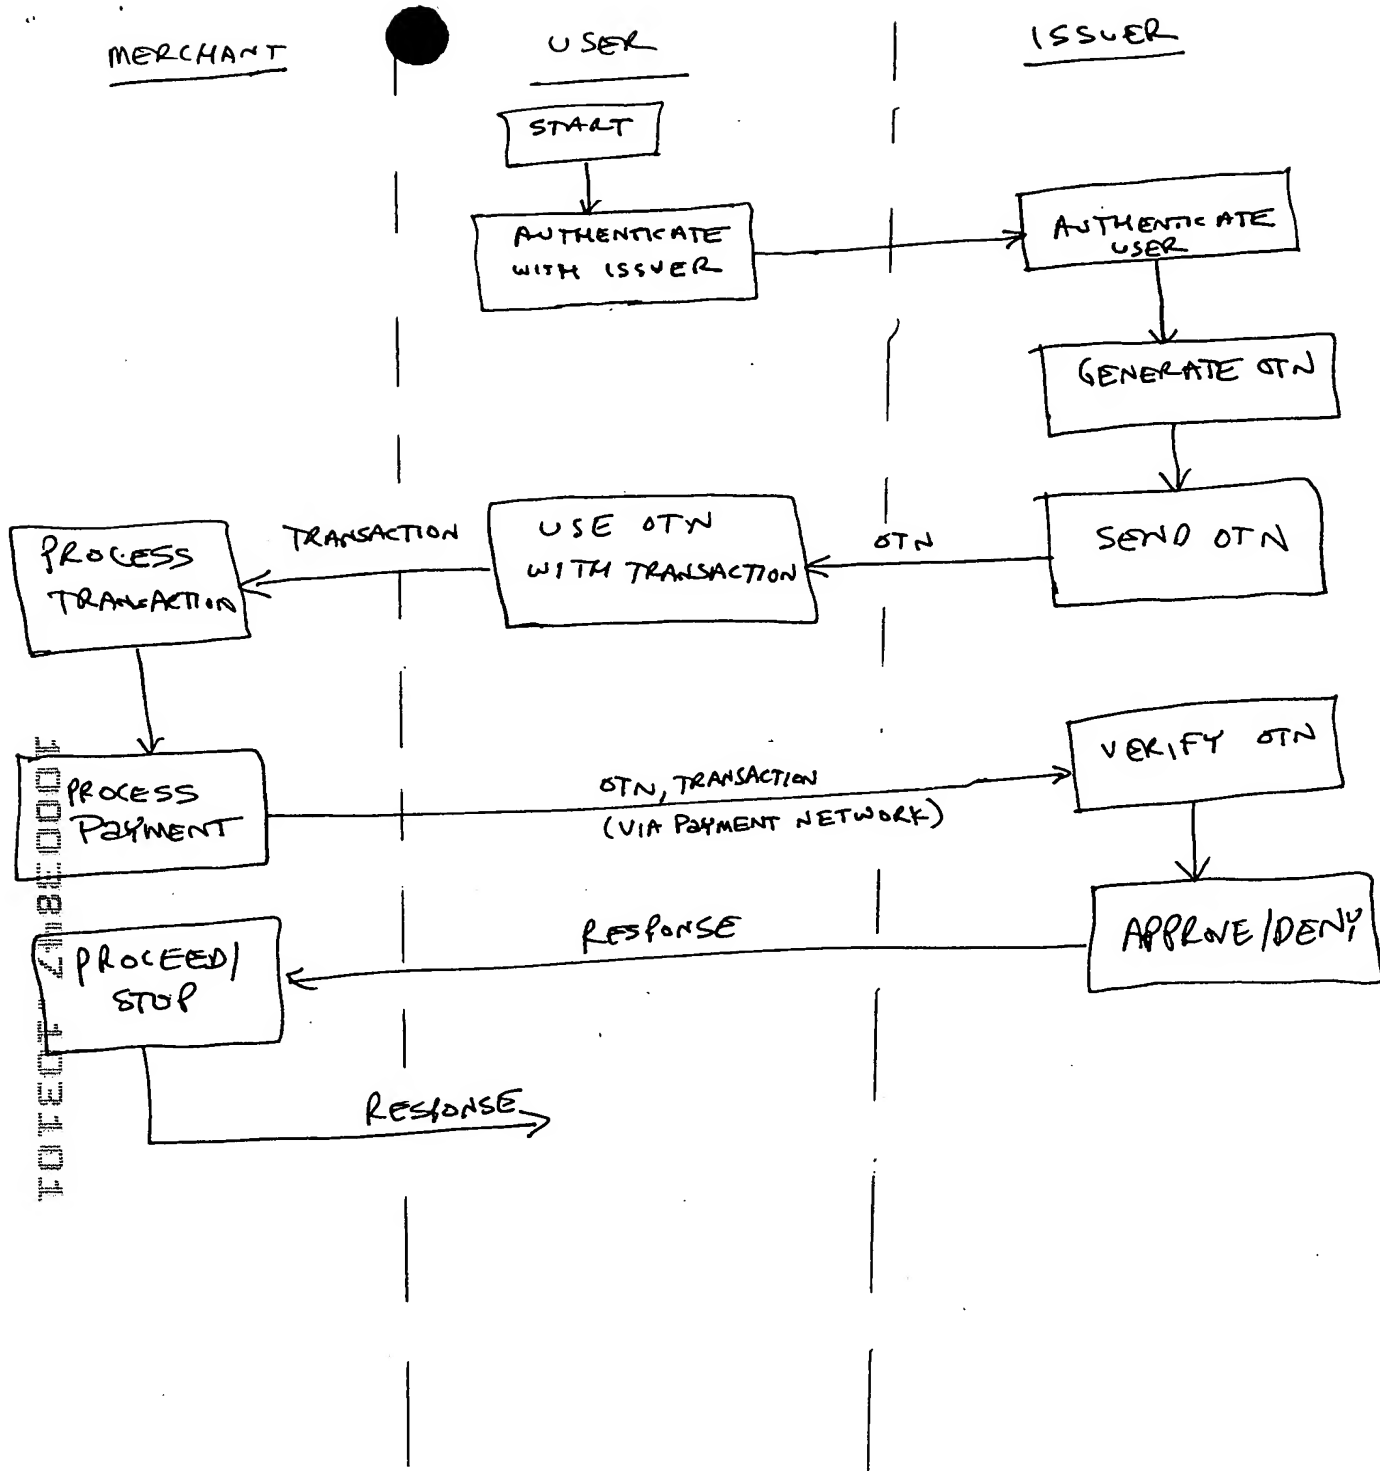 MERCHANT
USER
ISSUER
START
AUTHENTICATE
WITH ISSUER
AUTHENTICATE
USER
GENERATE OTN
SEND OTN
OTN
USE OTN
WITH TRANSACTION
TRANSACTION
PROCESS
TRANSACTION
PROCESS
PAYMENT
OTN, TRANSACTION
(VIA PAYMENT NETWORK)
VERIFY OTN
APPROVE/DENY
RESPONSE
PROCEED/
STOP
RESPONSE